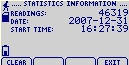 STATISTICS INFORMATION
READINGS: 46319
DATE: 2007-12-31
START TIME: 16:27:39
CLEAR EXIT